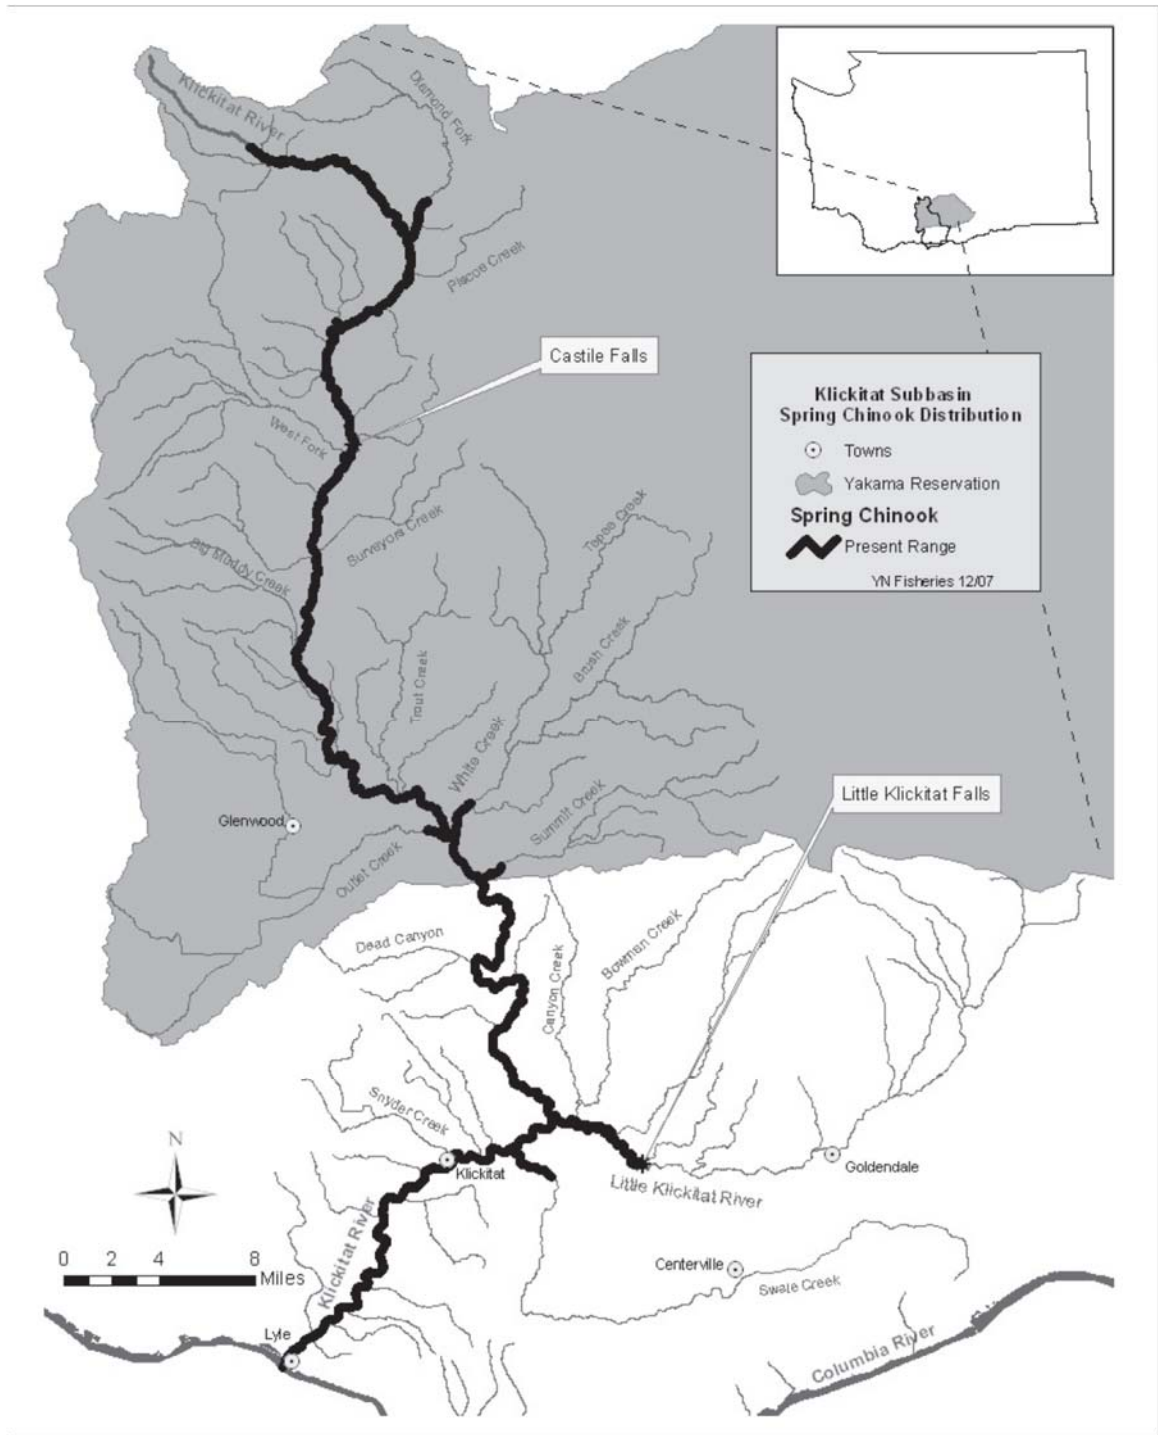 Klickitat River
Diamond Fork
Piscoe Creek
Castile Falls
Klickitat Subbasin
Spring Chinook Distribution
Towns
Yakama Reservation
Spring Chinook
Present Range
YN Fisheries 12/07
West Fork
Surveyors Creek
Tepee Creek
Big Muddy Creek
Brush Creek
Trout Creek
White Creek
Little Klickitat Falls
Summit Creek
Glenwood
Outlet Creek
Dead Canyon
Canyon Creek
Bowman Creek
Snyder Creek
N
Klickitat
Goldendale
Little Klickitat River
Klickitat River
0 2 4 8
Miles
Centerville
Swale Creek
Lyle
Columbia River